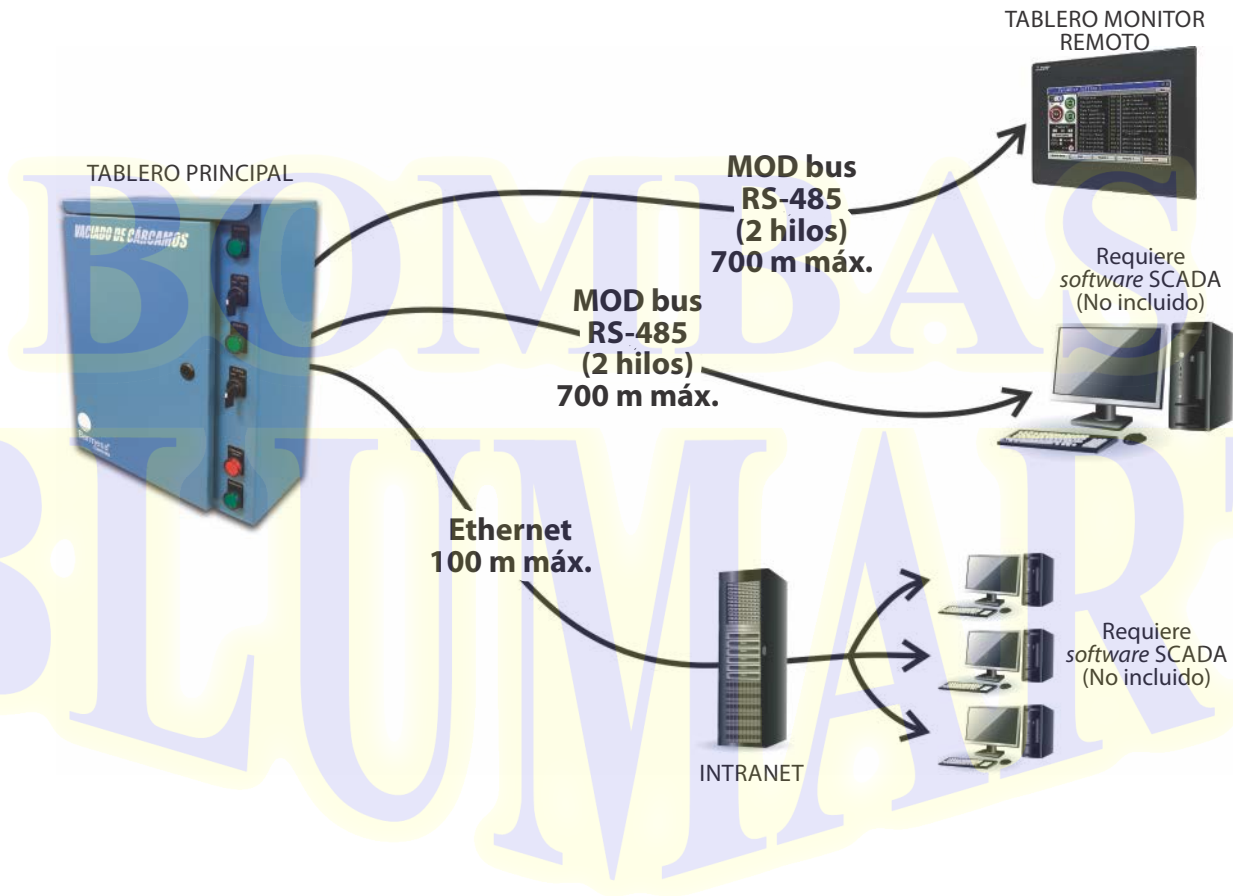 TABLERO MONITOR
REMOTO
TABLERO PRINCIPAL
VACIADO DE CÁRCAMOS
MOD bus
RS-485
(2 hilos)
700 m máx.
Requiere
software SCADA
(No incluido)
MOD bus
RS-485
(2 hilos)
700 m máx.
Barmesa
Ethernet
100 m máx.
Requiere
software SCADA
(No incluido)
INTRANET
BOMBAS
BLUMART